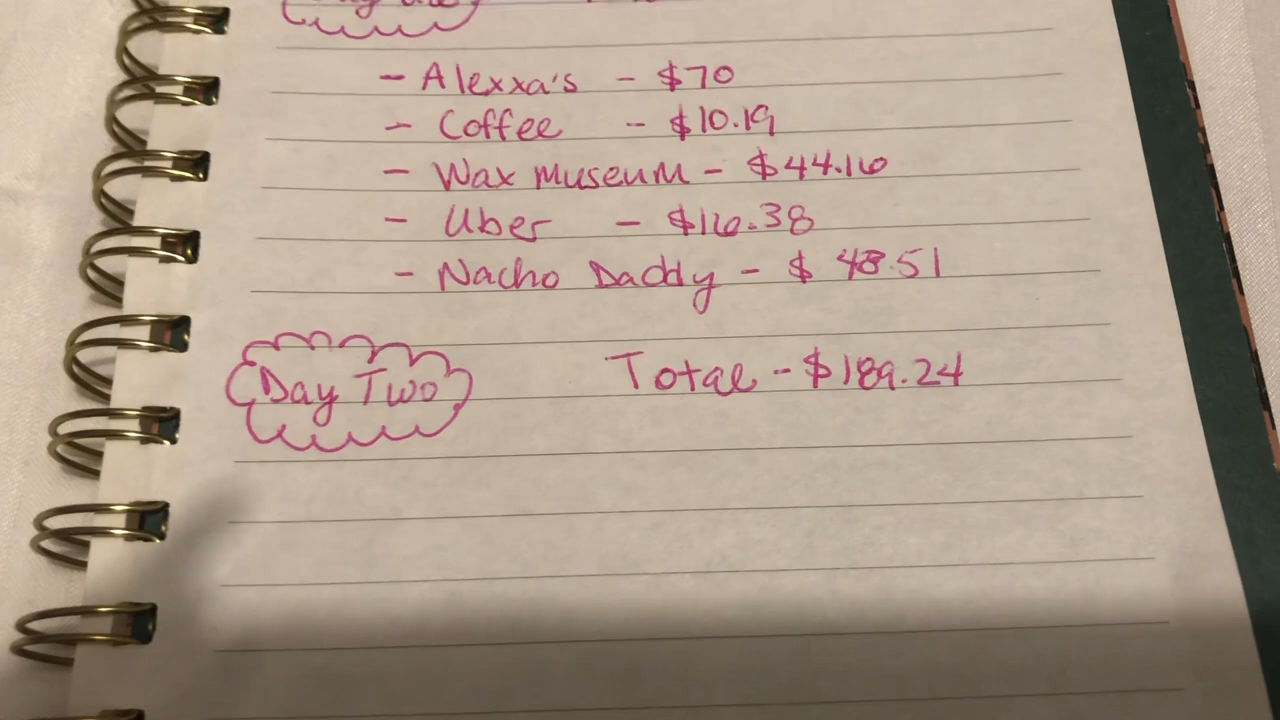 - Alexxa's - $70
- Coffee - $10.19
- Wax Museum - $44.16
- Uber - $16.38
- Nacho Daddy - $48.51
Day Two Total - $189.24